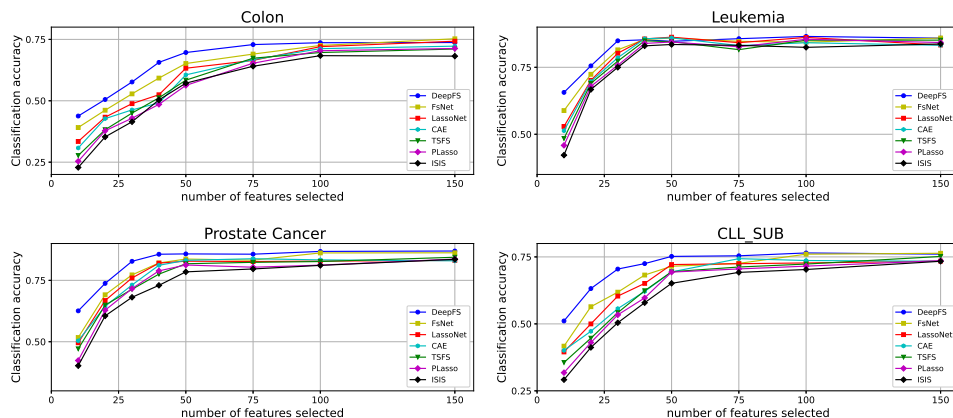 Colon
Classification accuracy
0.75
0.50
0.25
0
25
50
75
100
125
150
number of features selected
DeepFS
FsNet
LassoNet
CAE
TSFS
PLasso
ISIS
Leukemia
Classification accuracy
0.75
0.50
0
25
50
75
100
125
150
number of features selected
DeepFS
FsNet
LassoNet
CAE
TSFS
PLasso
ISIS
Prostate Cancer
Classification accuracy
0.75
0.50
0
25
50
75
100
125
150
number of features selected
DeepFS
FsNet
LassoNet
CAE
TSFS
PLasso
ISIS
CLL_SUB
Classification accuracy
0.75
0.50
0.25
0
25
50
75
100
125
150
number of features selected
DeepFS
FsNet
LassoNet
CAE
TSFS
PLasso
ISIS